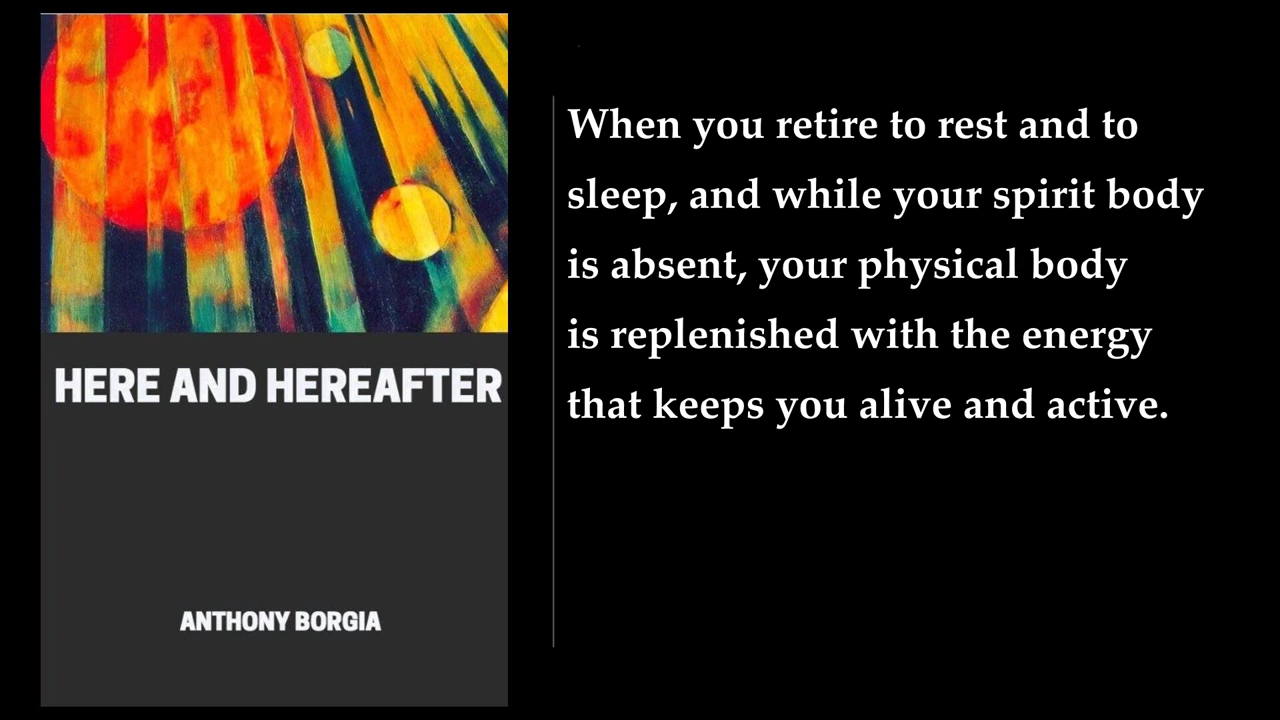 HERE AND HEREAFTER
ANTHONY BORGIA
When you retire to rest and to
sleep, and while your spirit body
is absent, your physical body
is replenished with the energy
that keeps you alive and active.